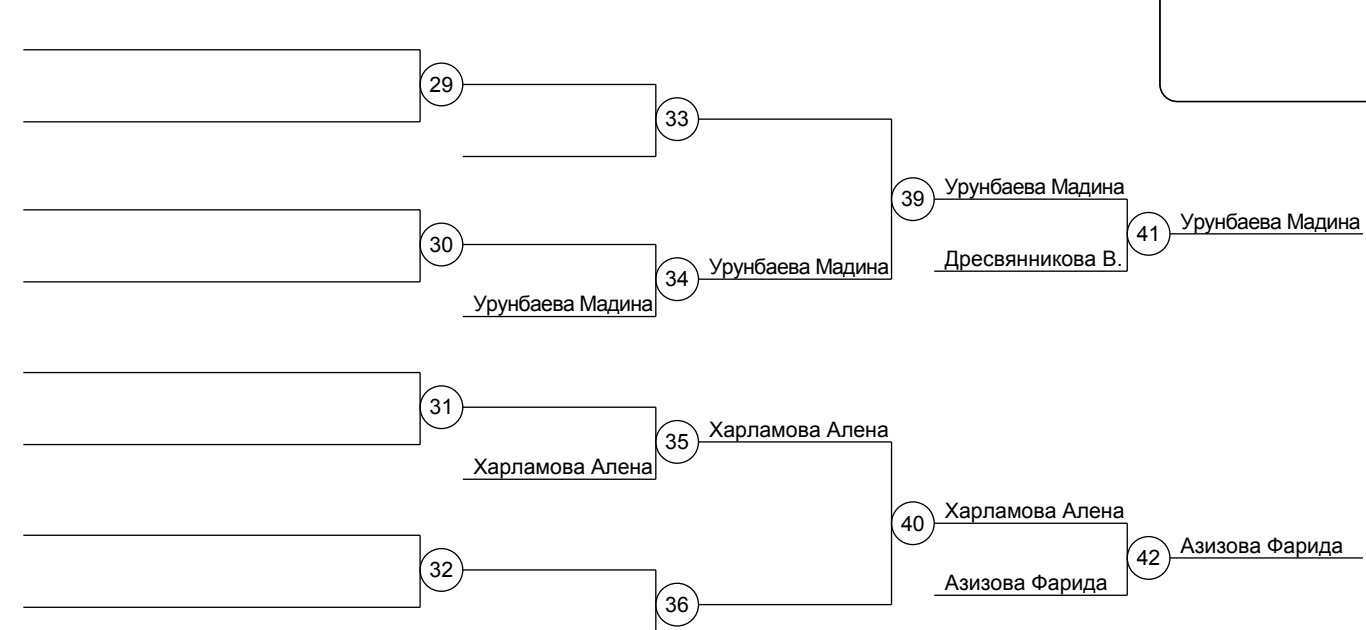 29
33
39
Урунбаева Мадина
41
Урунбаева Мадина
30
Дресвянникова В.
34
Урунбаева Мадина
Урунбаева Мадина
31
35
Харламова Алена
Харламова Алена
40
Харламова Алена
42
Азизова Фарида
32
Азизова Фарида
36